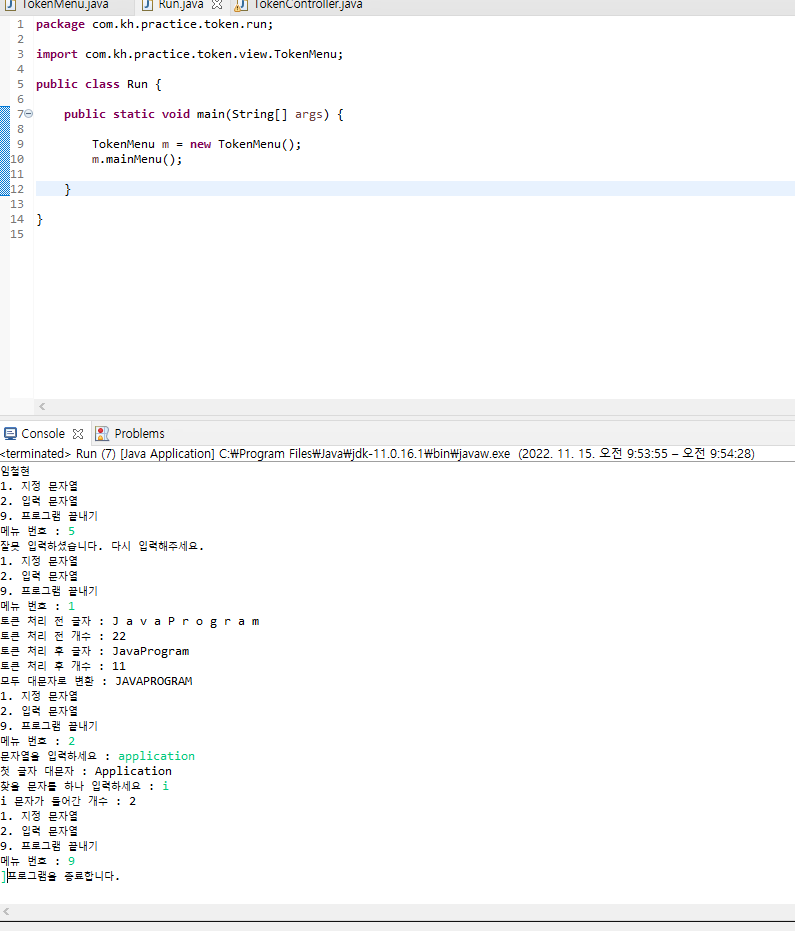 TokenMenu.java Run.java TokenController.java
1 package com.kh.practice.token.run;
2
3 import com.kh.practice.token.view.TokenMenu;
4
5 public class Run {
6
7 public static void main(String[] args) {
8
9 TokenMenu m = new TokenMenu();
10 m.mainMenu();
11
12 }
13
14 }
15
Console Problems
<terminated> Run (7) [Java Application] C:₩Program Files₩Java₩jdk-11.0.16.1₩bin₩javaw.exe (2022. 11. 15. 오전 9:53:55 – 오전 9:54:28)
임철현
1. 지정 문자열
2. 입력 문자열
9. 프로그램 끝내기
메뉴 번호 : 5
잘못 입력하셨습니다. 다시 입력해주세요.
1. 지정 문자열
2. 입력 문자열
9. 프로그램 끝내기
메뉴 번호 : 1
토큰 처리 전 글자 : J a v a P r o g r a m
토큰 처리 전 개수 : 22
토큰 처리 후 글자 : JavaProgram
토큰 처리 후 개수 : 11
모두 대문자로 변환 : JAVAPROGRAM
1. 지정 문자열
2. 입력 문자열
9. 프로그램 끝내기
메뉴 번호 : 2
문자열을 입력하세요 : application
첫 글자 대문자 : Application
찾을 문자를 하나 입력하세요 : i
i 문자가 들어간 개수 : 2
1. 지정 문자열
2. 입력 문자열
9. 프로그램 끝내기
메뉴 번호 : 9
]프로그램을 종료합니다.